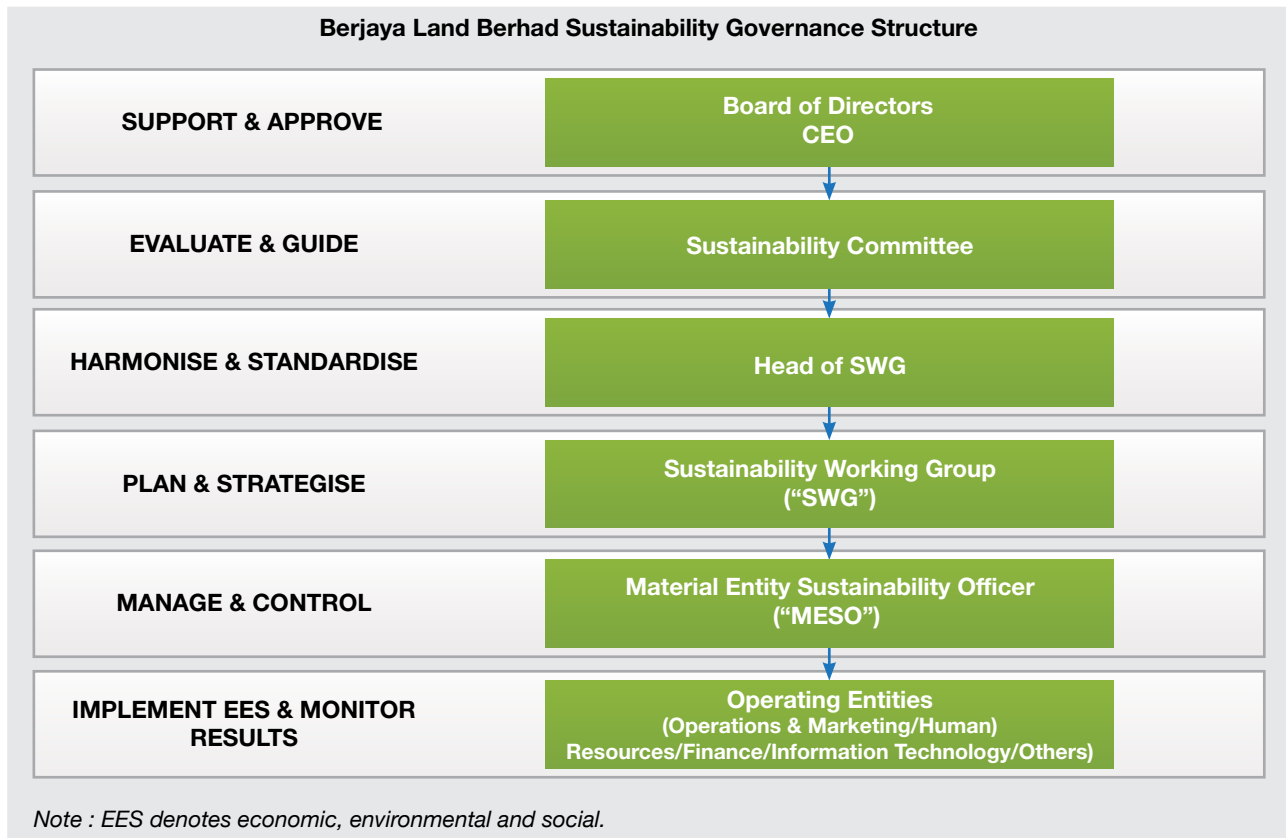 Berjaya Land Berhad Sustainability Governance Structure
SUPPORT & APPROVE
Board of Directors
CEO
EVALUATE & GUIDE
Sustainability Committee
HARMONISE & STANDARDISE
Head of SWG
PLAN & STRATEGISE
Sustainability Working Group
(“SWG”)
MANAGE & CONTROL
Material Entity Sustainability Officer
(“MESO”)
IMPLEMENT EES & MONITOR
RESULTS
Operating Entities
(Operations & Marketing/Human)
Resources/Finance/Information Technology/Others)
Note : EES denotes economic, environmental and social.